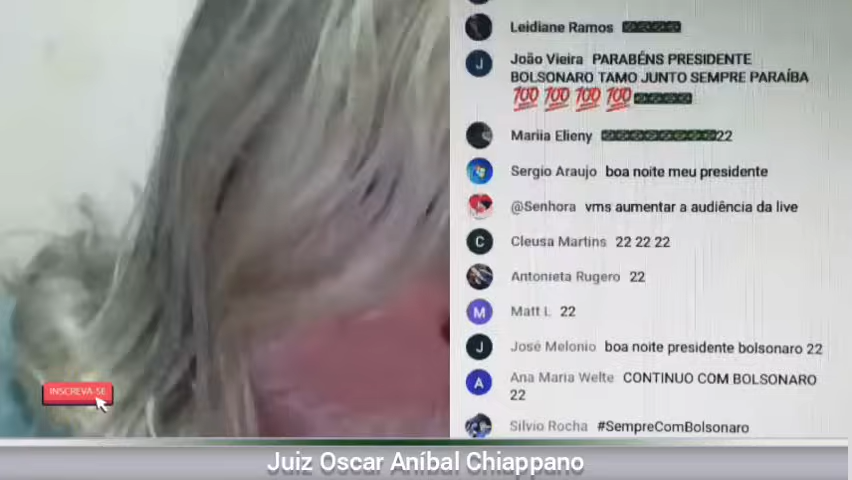 Leidiane Ramos
João Vieira PARABÉNS PRESIDENTE
BOLSONARO TAMO JUNTO SEMPRE PARAÍBA
💯 💯 💯 💯
Mariia Elieny 22
Sergio Araujo boa noite meu presidente
@Senhora vms aumentar a audiência da live
C Cleusa Martins 22 22 22
Antonieta Rugero 22
M Matt L 22
J José Melonio boa noite presidente bolsonaro 22
A Ana Maria Welte CONTINUO COM BOLSONARO
22
Silvio Rocha #SempreComBolsonaro
INSCREVA-SE
Juiz Oscar Aníbal Chiappano